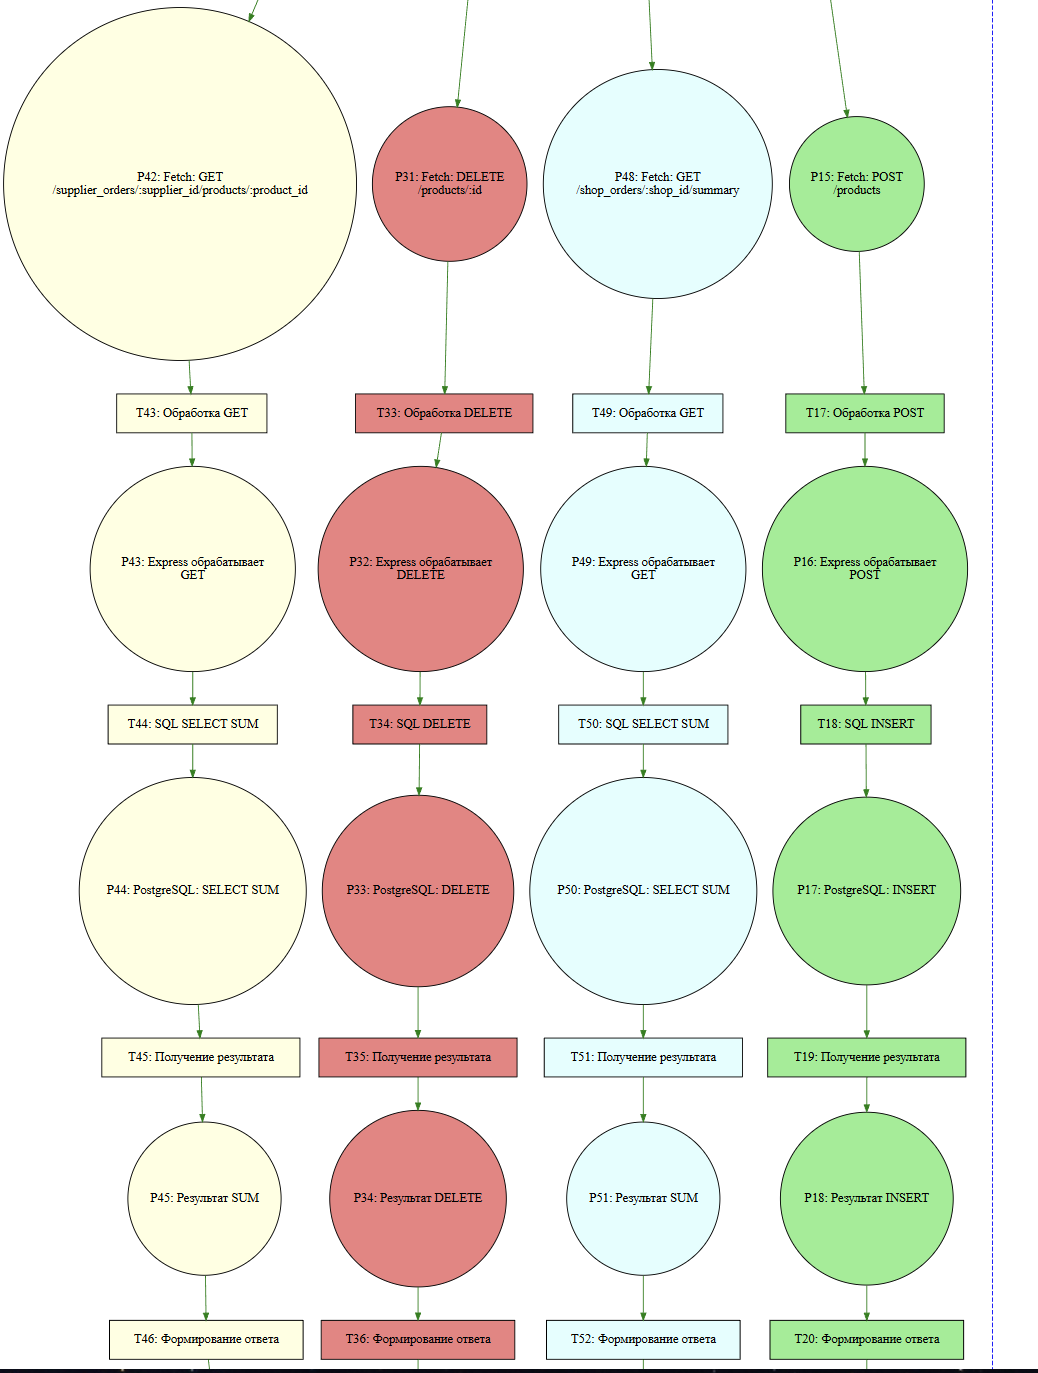 P42: Fetch: GET
/supplier_orders/:supplier_id/products/:product_id
P31: Fetch: DELETE
/products/:id
P48: Fetch: GET
/shop_orders/:shop_id/summary
P15: Fetch: POST
/products
T43: Обработка GET
T33: Обработка DELETE
T49: Обработка GET
T17: Обработка POST
P43: Express обрабатывает
GET
P32: Express обрабатывает
DELETE
P49: Express обрабатывает
GET
P16: Express обрабатывает
POST
T44: SQL SELECT SUM
T34: SQL DELETE
T50: SQL SELECT SUM
T18: SQL INSERT
P44: PostgreSQL: SELECT SUM
P33: PostgreSQL: DELETE
P50: PostgreSQL: SELECT SUM
P17: PostgreSQL: INSERT
T45: Получение результата
T35: Получение результата
T51: Получение результата
T19: Получение результата
P45: Результат SUM
P34: Результат DELETE
P51: Результат SUM
P18: Результат INSERT
T46: Формирование ответа
T36: Формирование ответа
T52: Формирование ответа
T20: Формирование ответа